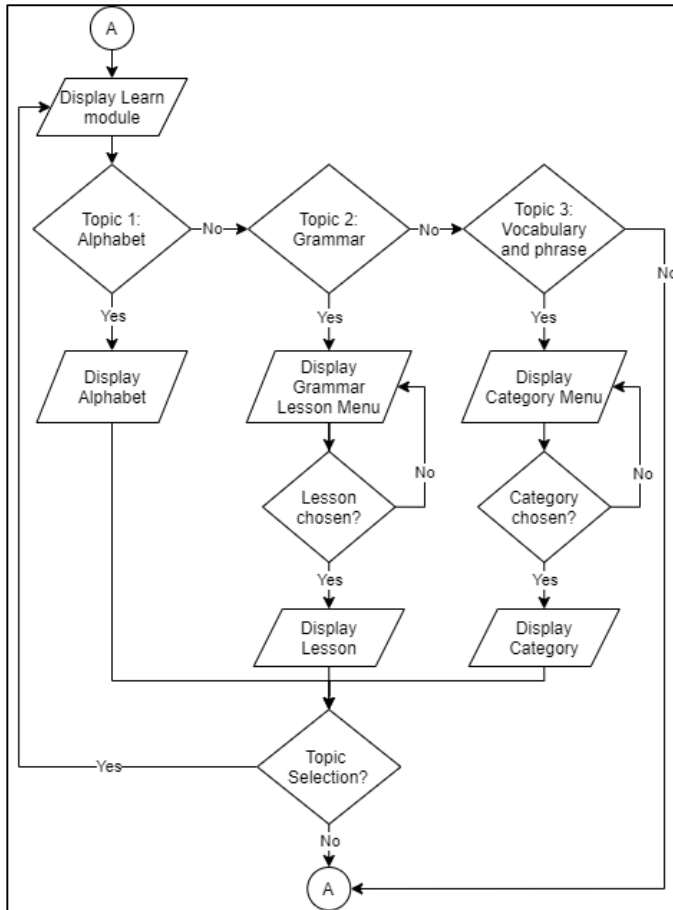 A
Display Learn
module
Topic 1:
Alphabet
No
Topic 2:
Grammar
No
Topic 3:
Vocabulary
and phrase
No
Yes
Yes
Yes
Display
Alphabet
Display
Grammar
Lesson Menu
Display
Category Menu
No
No
Lesson
chosen?
Category
chosen?
Yes
Yes
Display
Lesson
Display
Category
Yes
Topic
Selection?
No
A